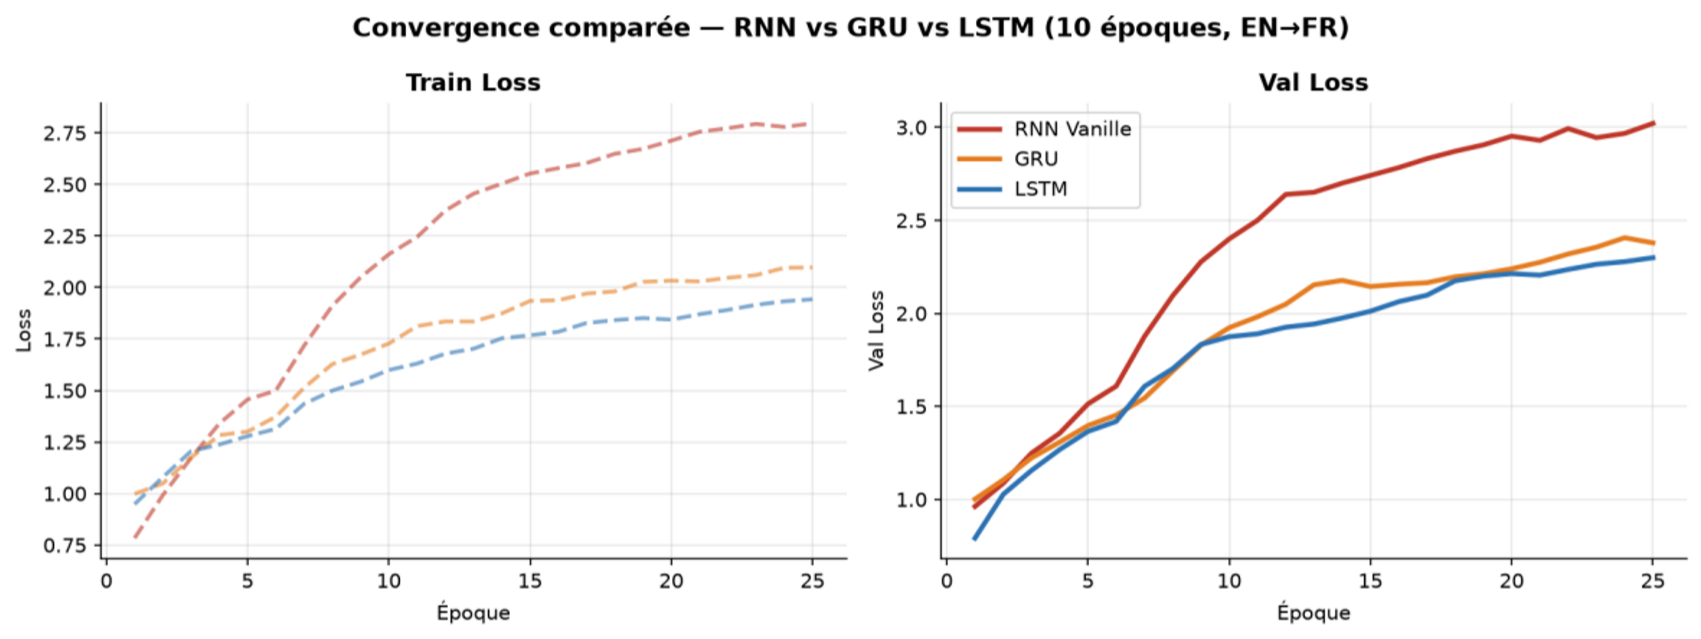 Convergence comparée — RNN vs GRU vs LSTM (10 époques, EN→FR)
Train Loss
Loss
2.75
2.50
2.25
2.00
1.75
1.50
1.25
1.00
0.75
0 5 10 15 20 25
Époque
Val Loss
RNN Vanille
GRU
LSTM
Val Loss
3.0
2.5
2.0
1.5
1.0
0 5 10 15 20 25
Époque